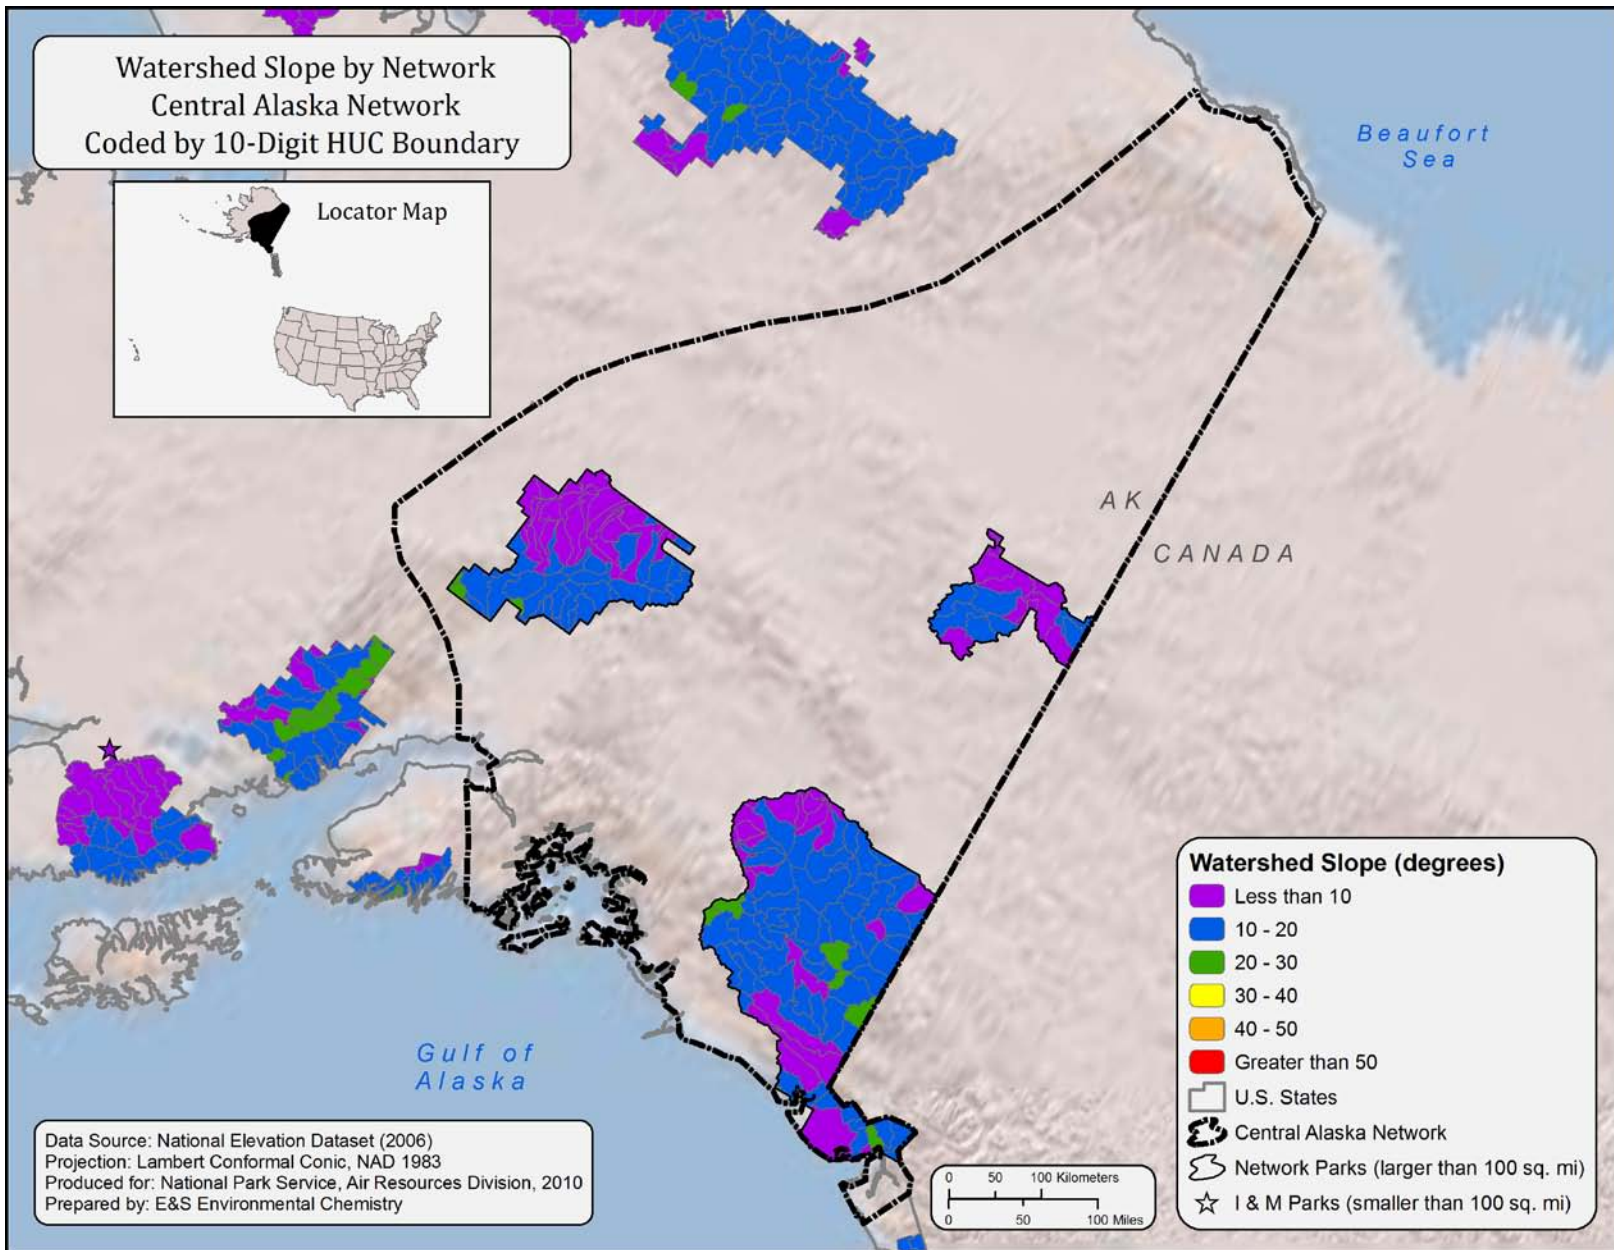 Watershed Slope by Network
Central Alaska Network
Coded by 10-Digit HUC Boundary
Locator Map
Beaufort
Sea
AK
CANADA
Gulf of
Alaska
Watershed Slope (degrees)
Less than 10
10 - 20
20 - 30
30 - 40
40 - 50
Greater than 50
U.S. States
Central Alaska Network
Network Parks (larger than 100 sq. mi)
I & M Parks (smaller than 100 sq. mi)
Data Source: National Elevation Dataset (2006)
Projection: Lambert Conformal Conic, NAD 1983
Produced for: National Park Service, Air Resources Division, 2010
Prepared by: E&S Environmental Chemistry
0 50 100 Kilometers
0 50 100 Miles